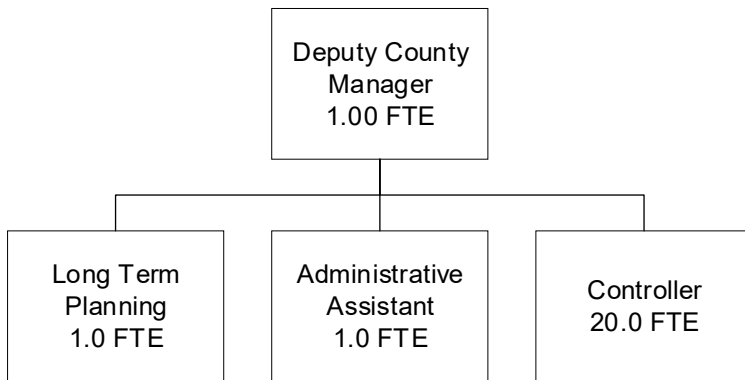 Deputy County
Manager
1.00 FTE
Long Term
Planning
1.0 FTE
Administrative
Assistant
1.0 FTE
Controller
20.0 FTE